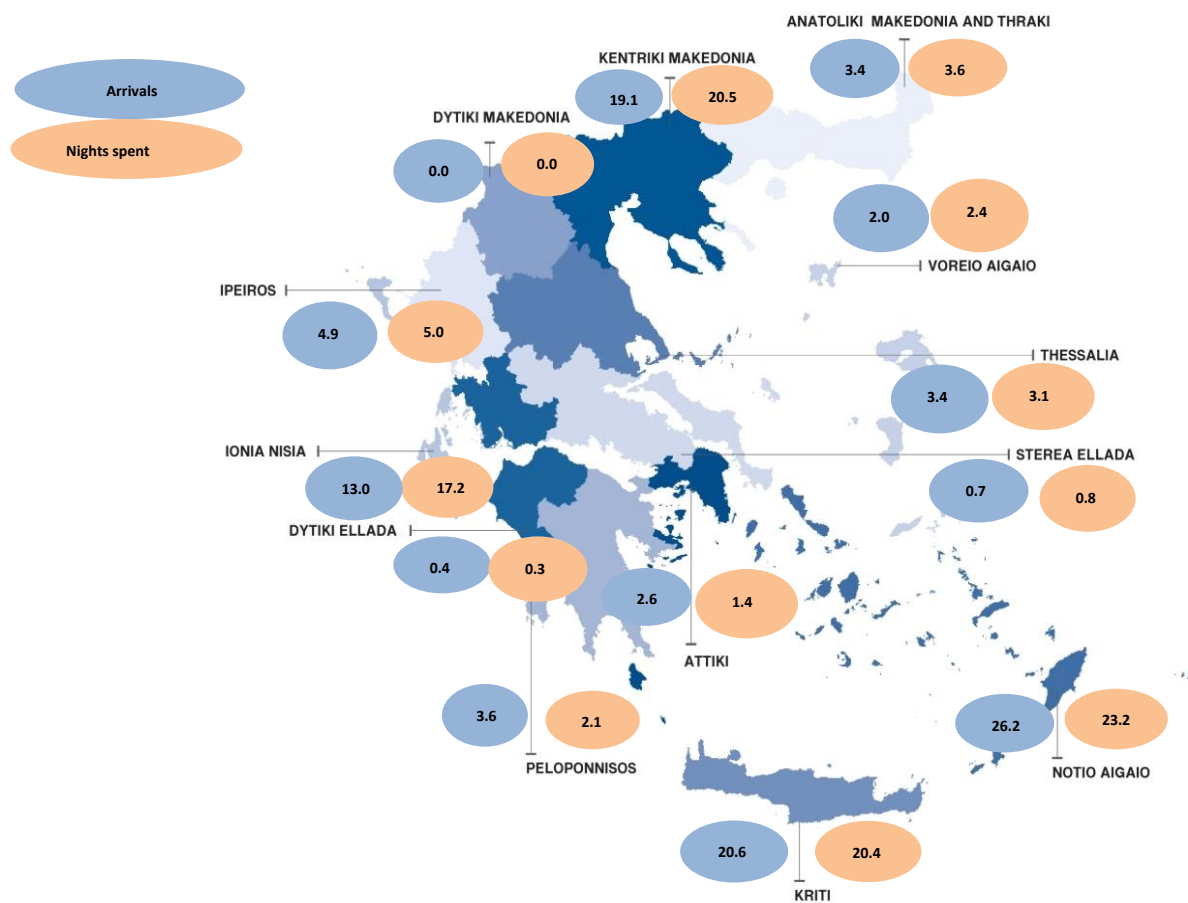 ANATOLIKI MAKEDONIA AND THRAKI
3.4 3.6
KENTRIKI MAKEDONIA
19.1 20.5
Arrivals
Nights spent
DYTIKI MAKEDONIA
0.0 0.0
2.0 2.4
VOREIO AIGAIO
IPEIROS
4.9 5.0
THESSALIA
3.4 3.1
IONIA NISIA
13.0 17.2
STEREA ELLADA
0.7 0.8
DYTIKI ELLADA
0.4 0.3
2.6 1.4
ATTIKI
3.6 2.1
PELOPONNISOS
26.2 23.2
NOTIO AIGAIO
20.6 20.4
KRITI